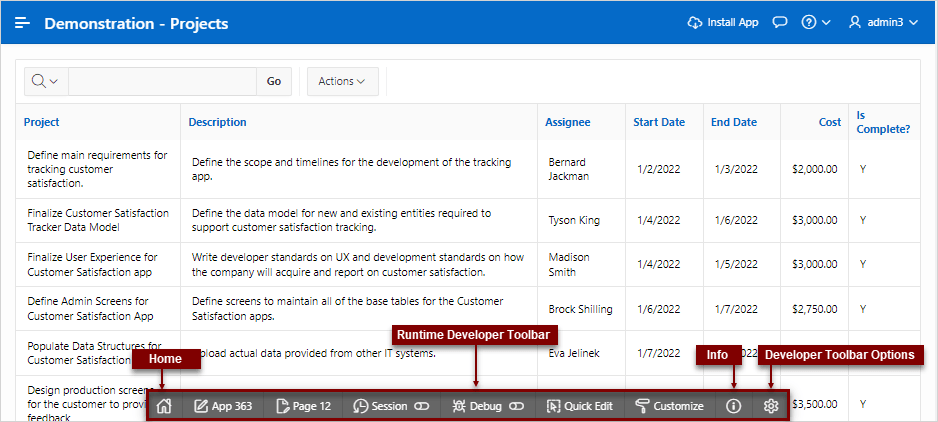 Demonstration - Projects
Install App
admin3
Go
Actions
Project Description Assignee Start Date End Date Cost Is Complete?
Define main requirements for tracking customer satisfaction.
Define the scope and timelines for the development of the tracking app.
Bernard Jackman
1/2/2022
1/3/2022
$2,000.00
Y
Finalize Customer Satisfaction Tracker Data Model
Define the data model for new and existing entities required to support customer satisfaction tracking.
Tyson King
1/4/2022
1/6/2022
$3,000.00
Y
Finalize User Experience for Customer Satisfaction app
Write developer standards on UX and development standards on how the company will acquire and report on customer satisfaction.
Madison Smith
1/4/2022
1/5/2022
$3,000.00
Y
Define Admin Screens for Customer Satisfaction App
Define screens to maintain all of the base tables for the Customer Satisfaction apps.
Brock Shilling
1/6/2022
1/7/2022
$2,750.00
Y
Populate Data Structures for Customer Satisfaction
actual data provided from other IT systems.
Eva Jelinek
1/7/2022
Home
Runtime Developer Toolbar
Info
Developer Toolbar Options
Design production screens for the customer to provi feedback
$3,500.00
Y
App 363
Page 12
Session
Debug
Quick Edit
Customize